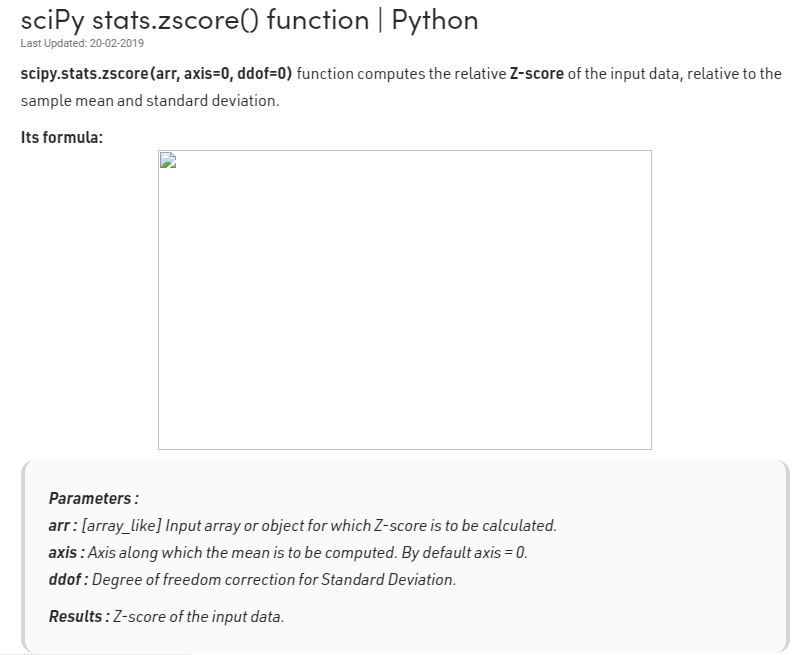 sciPy stats.zscore() function | Python
Last Updated: 20-02-2019
scipy.stats.zscore(arr, axis=0, ddof=0) function computes the relative Z-score of the input data, relative to the
sample mean and standard deviation.
Its formula:
Parameters :
arr : [array_like] Input array or object for which Z-score is to be calculated.
axis : Axis along which the mean is to be computed. By default axis = 0.
ddof : Degree of freedom correction for Standard Deviation.
Results : Z-score of the input data.